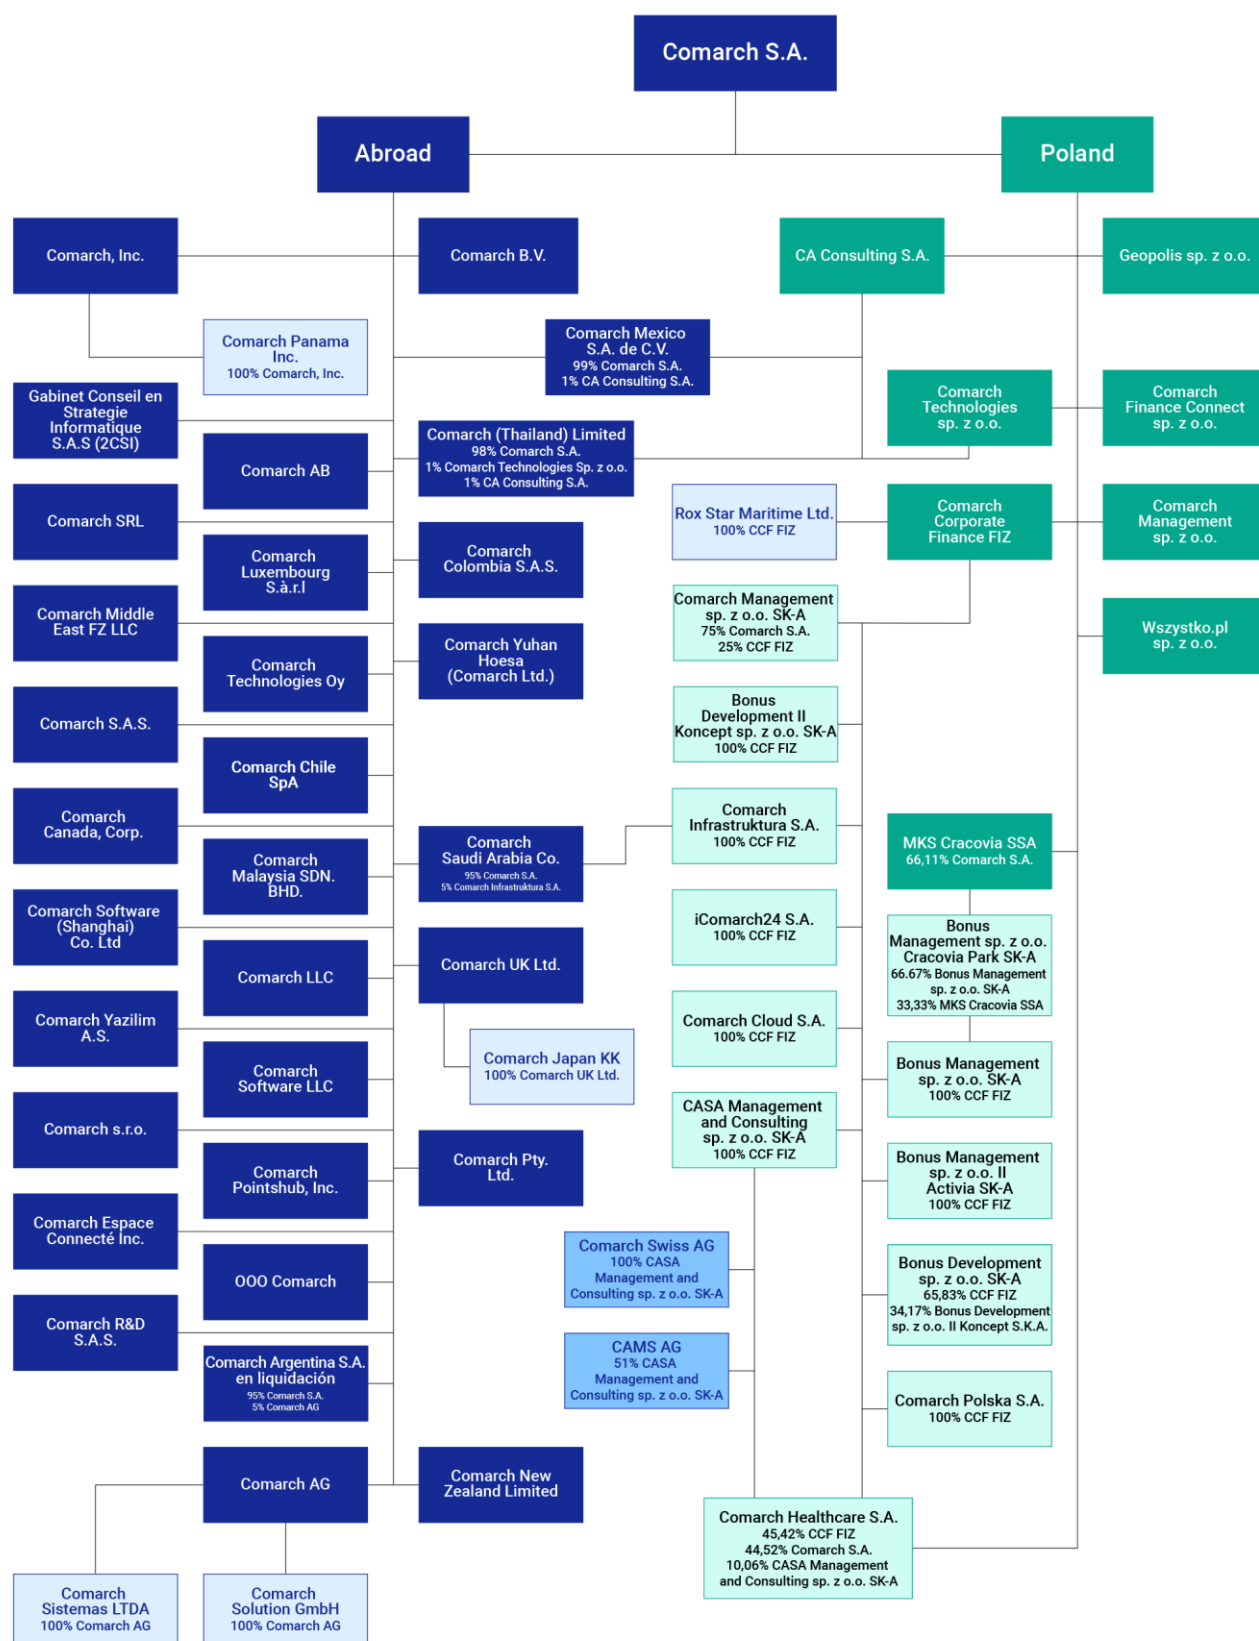 Comarch S.A.
Abroad
Poland
Comarch, Inc.
Comarch B.V.
CA Consulting S.A.
Geopolis sp. z o.o.
Comarch Panama
Inc.
100% Comarch, Inc.
Comarch Mexico
S.A. de C.V.
99% Comarch S.A.
1% CA Consulting S.A.
Gabinet Conseil en
Strategie
Informatique
S.A.S (2CSI)
Comarch AB
Comarch (Thailand) Limited
98% Comarch S.A.
1% Comarch Technologies Sp. z o.o.
1% CA Consulting S.A.
Comarch
Technologies
sp. z o.o.
Comarch
Finance Connect
sp. z o.o.
Comarch SRL
Comarch
Luxembourg
S.à.r.l
Comarch
Colombia S.A.S.
Rox Star Maritime Ltd.
100% CCF FIZ
Comarch
Corporate
Finance FIZ
Comarch
Management
sp. z o.o.
Comarch Middle
East FZ LLC
Comarch
Technologies Oy
Comarch Yuhan
Hoesa
(Comarch Ltd.)
Comarch Management
sp. z o.o. SK-A
75% Comarch S.A.
25% CCF FIZ
Wszystko.pl
sp. z o.o.
Comarch S.A.S.
Comarch Chile
SpA
Bonus
Development II
Koncept sp. z o.o. SK-A
100% CCF FIZ
Comarch
Canada, Corp.
Comarch
Malaysia SDN.
BHD.
Comarch
Saudi Arabia Co.
95% Comarch S.A.
5% Comarch Infrastruktura S.A.
Comarch
Infrastruktura S.A.
100% CCF FIZ
MKS Cracovia SSA
66,11% Comarch S.A.
Comarch Software
(Shanghai)
Co. Ltd
Comarch LLC
Comarch UK Ltd.
iComarch24 S.A.
100% CCF FIZ
Bonus
Management sp. z o.o.
Cracovia Park SK-A
66.67% Bonus Management
sp. z o.o. SK-A
33,33% MKS Cracovia SSA
Comarch Yazilim
A.S.
Comarch
Software LLC
Comarch Japan KK
100% Comarch UK Ltd.
Comarch Cloud S.A.
100% CCF FIZ
Bonus Management
sp. z o.o. SK-A
100% CCF FIZ
Comarch s.r.o.
Comarch
Pointshub, Inc.
Comarch Pty.
Ltd.
CASA Management
and Consulting
sp. z o.o. SK-A
100% CCF FIZ
Bonus Management
sp. z o.o. II
Activia SK-A
100% CCF FIZ
Comarch Espace
Connecté Inc.
OOO Comarch
Comarch Swiss AG
100% CASA
Management and
Consulting sp. z o.o. SK-A
Bonus Development
sp. z o.o. SK-A
65,83% CCF FIZ
34,17% Bonus Development
sp. z o.o. II Koncept S.K.A.
Comarch R&D
S.A.S.
Comarch Argentina S.A.
en liquidación
95% Comarch S.A.
5% Comarch AG
CAMS AG
51% CASA
Management and
Consulting sp. z o.o. SK-A
Comarch Polska S.A.
100% CCF FIZ
Comarch AG
Comarch New
Zealand Limited
Comarch Healthcare S.A.
45,42% CCF FIZ
44,52% Comarch S.A.
10,06% CASA Management
and Consulting sp. z o.o. SK-A
Comarch
Sistemas LTDA
100% Comarch AG
Comarch
Solution GmbH
100% Comarch AG